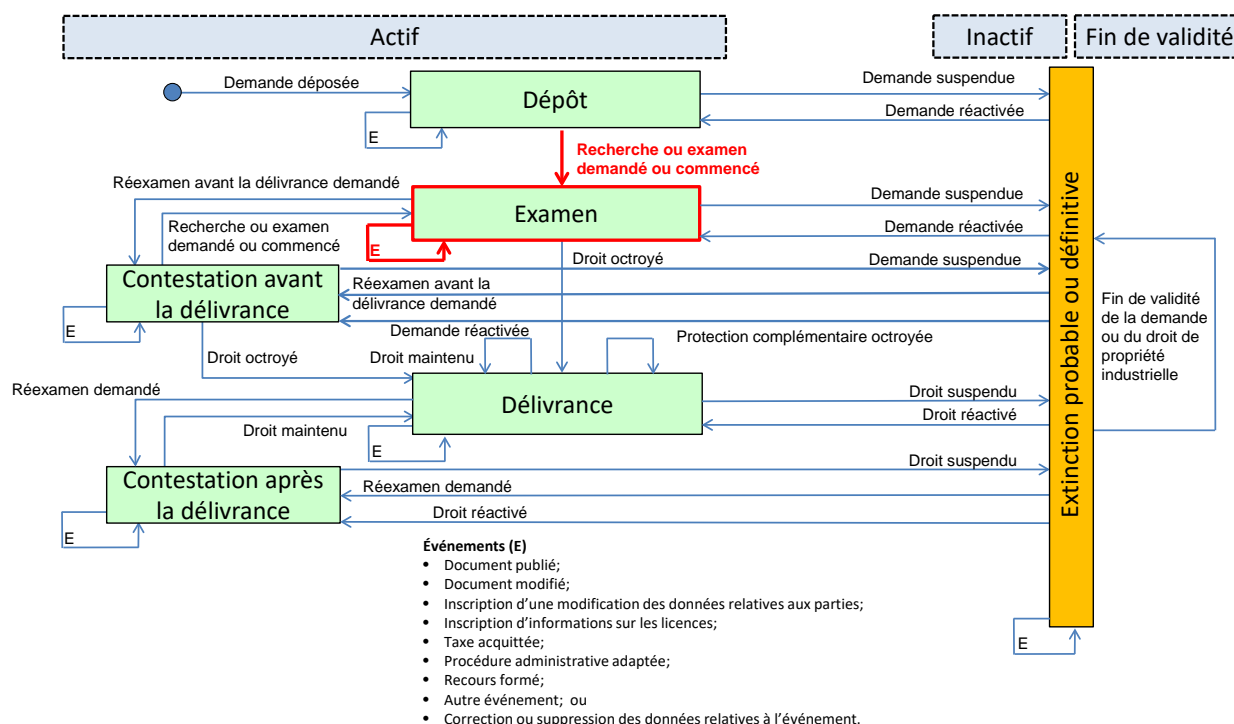 Actif
Inactif
Fin de validité
Demande déposée
Dépôt
Demande suspendue
Demande réactivée
E
Recherche ou examen
demandé ou commencé
Réexamen avant la délivrance demandé
Examen
Demande suspendue
Demande réactivée
Recherche ou examen
demandé ou commencé
E
Droit octroyé
Demande suspendue
Contestation avant
la délivrance
Réexamen avant la
délivrance demandé
E
Demande réactivée
Protection complémentaire octroyée
Droit octroyé
Droit maintenu
Fin de validité
de la demande
ou du droit de
propriété
industrielle
Extinction probable ou définitive
Réexamen demandé
Délivrance
Droit suspendu
Droit réactivé
Droit maintenu
E
Droit suspendu
Contestation après
la délivrance
Réexamen demandé
Droit réactivé
E
E
Événements (E)
• Document publié;
• Document modifié;
• Inscription d'une modification des données relatives aux parties;
• Inscription d'informations sur les licences;
• Taxe acquittée;
• Procédure administrative adaptée;
• Recours formé;
• Autre événement; ou
• Correction ou suppression des données relatives à l'événement.